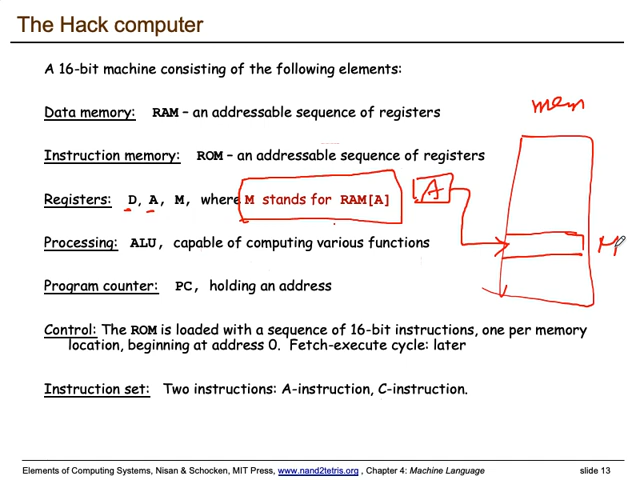 The Hack computer
A 16-bit machine consisting of the following elements:
mem
Data memory: RAM – an addressable sequence of registers
Instruction memory: ROM – an addressable sequence of registers
Registers: D, A, M, where M stands for RAM[A]
A
Processing: ALU, capable of computing various functions
Program counter: PC, holding an address
Control: The ROM is loaded with a sequence of 16-bit instructions, one per memory
location, beginning at address 0. Fetch-execute cycle: later
Instruction set: Two instructions: A-instruction, C-instruction.
Elements of Computing Systems, Nisan & Schocken, MIT Press, www.nand2tetris.org , Chapter 4: Machine Language
slide 13